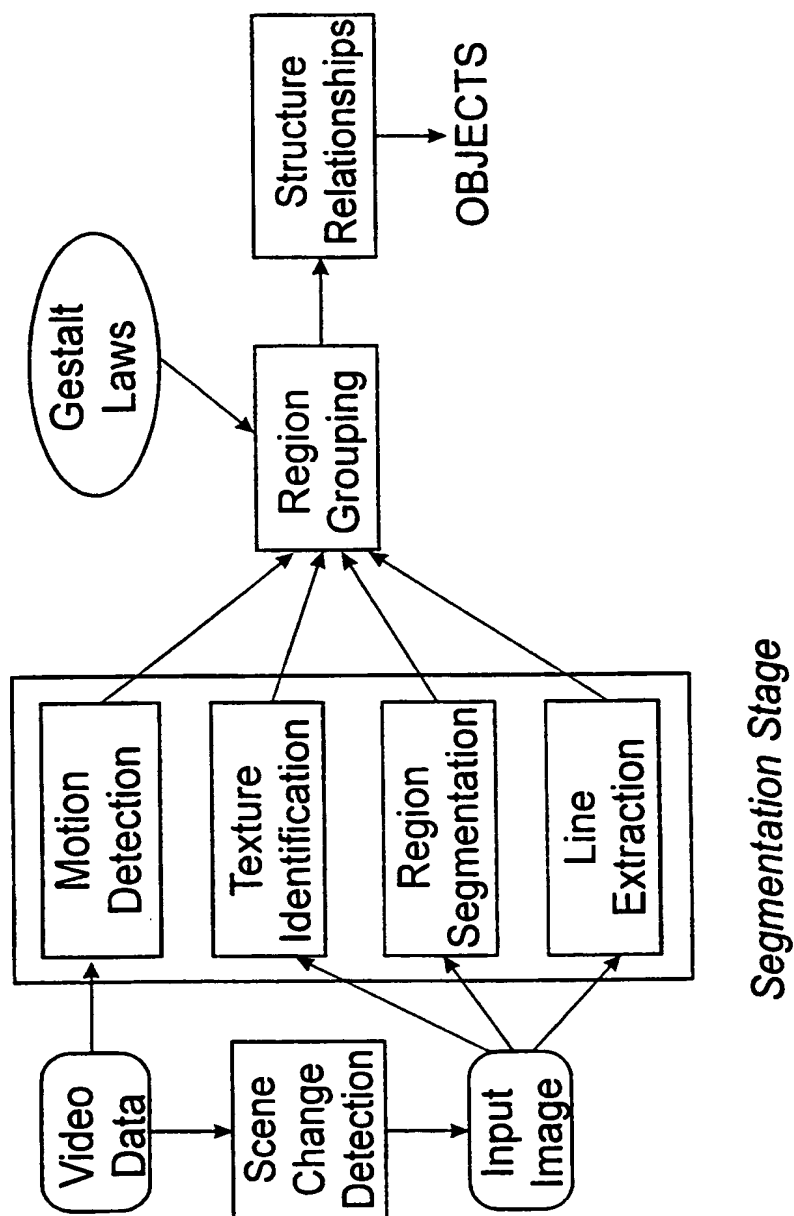 Video
Data
Scene
Change
Detection
Input
Image
Motion
Detection
Texture
Identification
Region
Segmentation
Line
Extraction
Segmentation Stage
Gestalt
Laws
Region
Grouping
Structure
Relationships
OBJECTS